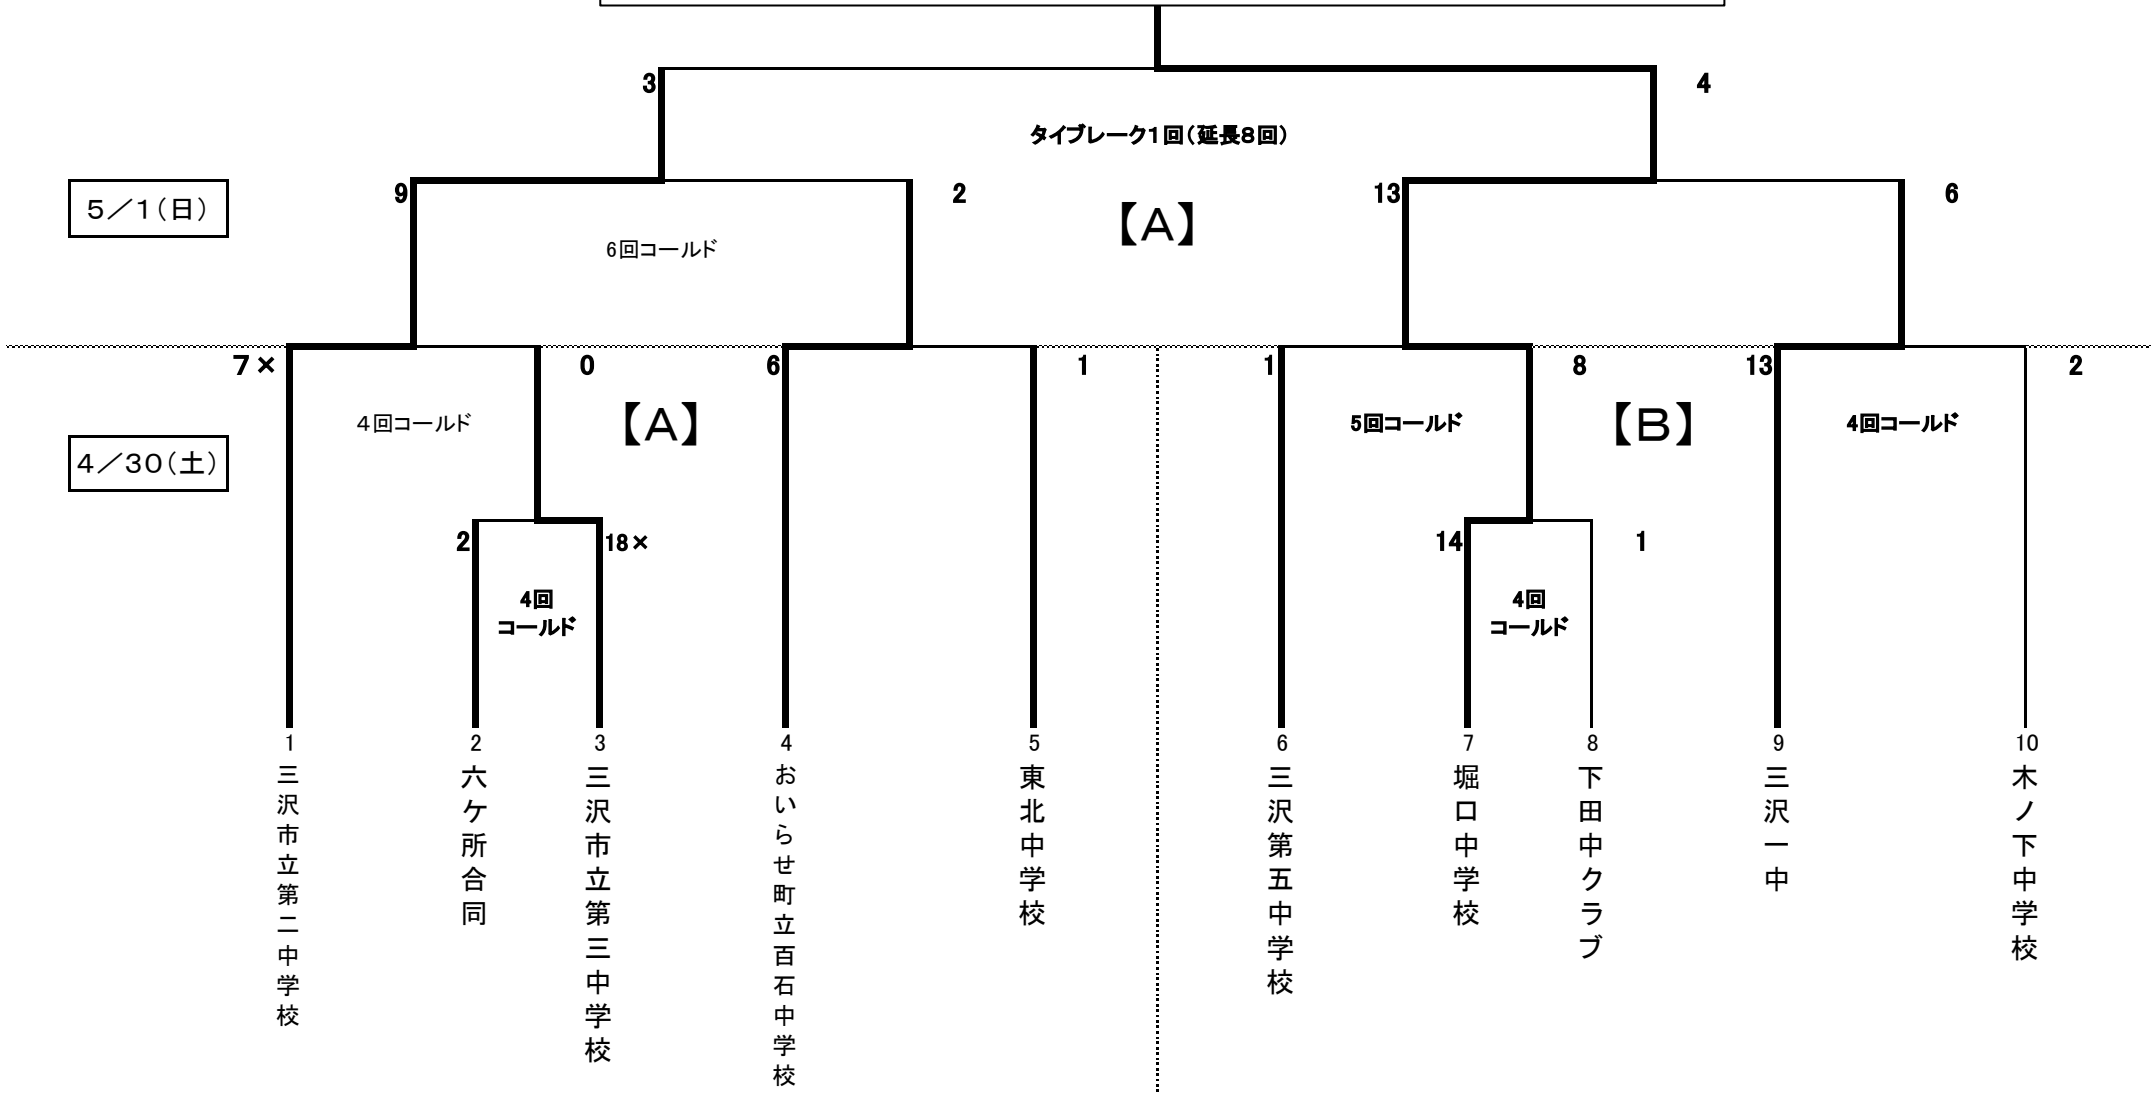 3
4
タイブレーク1回（延長8回）
5／1（日）
9
2
13
6
【A】
6回コールド
7×
0
6
1
1
8
13
2
4回コールド
【A】
5回コールド
【B】
4回コールド
4／30（土）
2
18×
14
1
4回
コールド
4回
コールド
1
2
3
4
5
6
7
8
9
10
三沢市立第二中学校
六ケ所合同
三沢市立第三中学校
おいらせ町立百石中学校
東北中学校
三沢第五中学校
堀口中学校
下田中クラブ
三沢一中
木ノ下中学校